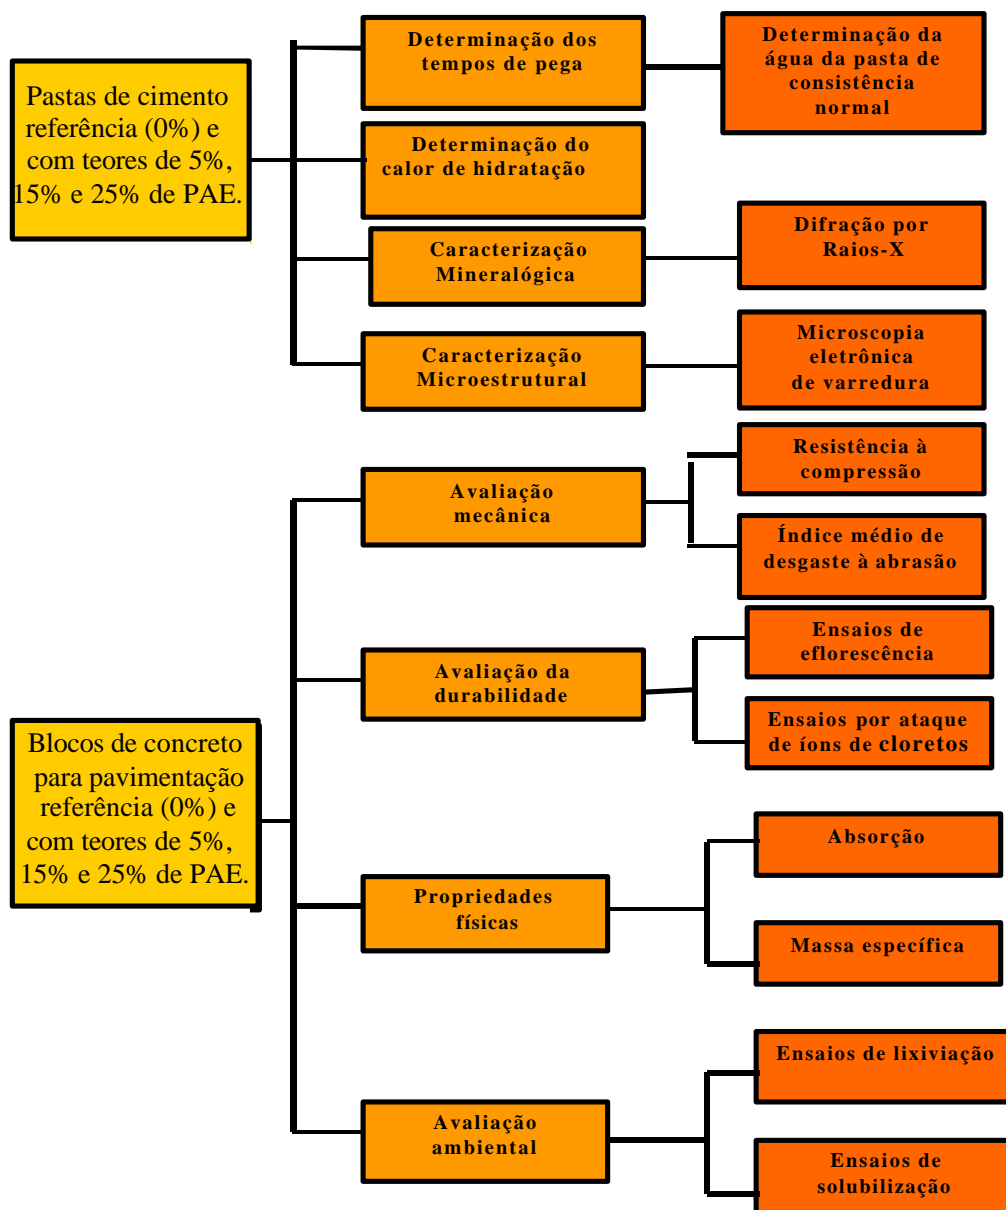 Pastas de cimento
referência (0%) e
com teores de 5%,
15% e 25% de PAE.
Determinação dos
tempos de pega
Determinação da
água da pasta de
consistência
normal
Determinação do
calor de hidratação
Caracterização
Mineralógica
Difração por
Raios-X
Caracterização
Microestrutural
Microscopia
eletrônica
de varredura
Blocos de concreto
para pavimentação
referência (0%) e
com teores de 5%,
15% e 25% de PAE.
Avaliação
mecânica
Resistência à
compressão
Índice médio de
desgaste à abrasão
Avaliação da
durabilidade
Ensaios de
eflorescência
Ensaios por ataque
de íons de cloretos
Propriedades
físicas
Absorção
Massa específica
Avaliação
ambiental
Ensaios de lixiviação
Ensaios de
solubilização